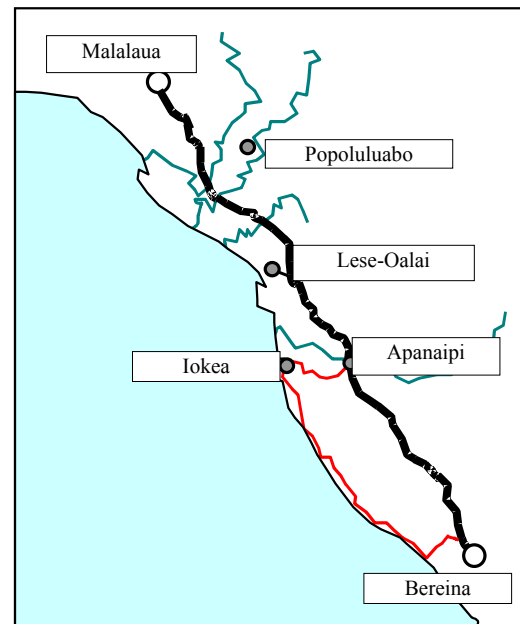 Malalaua
Popoluluabo
Lese-Oalai
Iokea
Apanaipi
Bereina